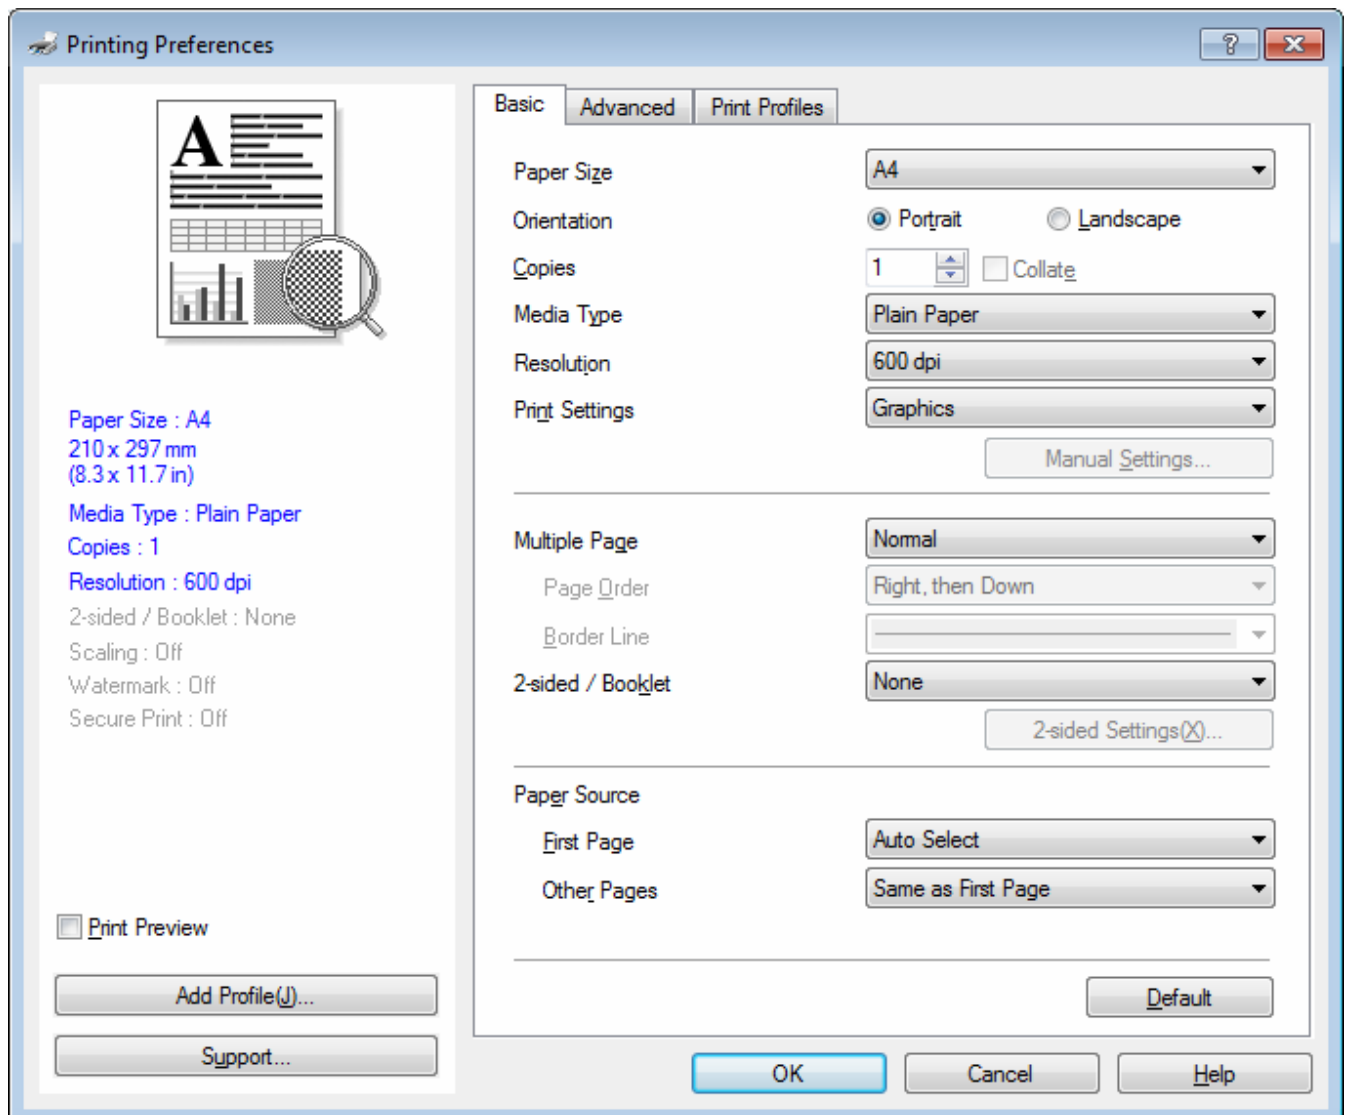 Printing Preferences
Basic
Advanced
Print Profiles
A
Paper Size : A4
210 x 297 mm
(8.3 x 11.7 in)
Media Type : Plain Paper
Copies : 1
Resolution : 600 dpi
2-sided / Booklet : None
Scaling : Off
Watermark : Off
Secure Print : Off
Print Preview
Add Profile(J)...
Support...
Paper Size A4
Orientation Portrait Landscape
Copies 1 Collate
Media Type Plain Paper
Resolution 600 dpi
Print Settings Graphics
Manual Settings...
Multiple Page Normal
Page Order Right, then Down
Border Line
2-sided / Booklet None
2-sided Settings(X)...
Paper Source
First Page Auto Select
Other Pages Same as First Page
Default
OK Cancel Help